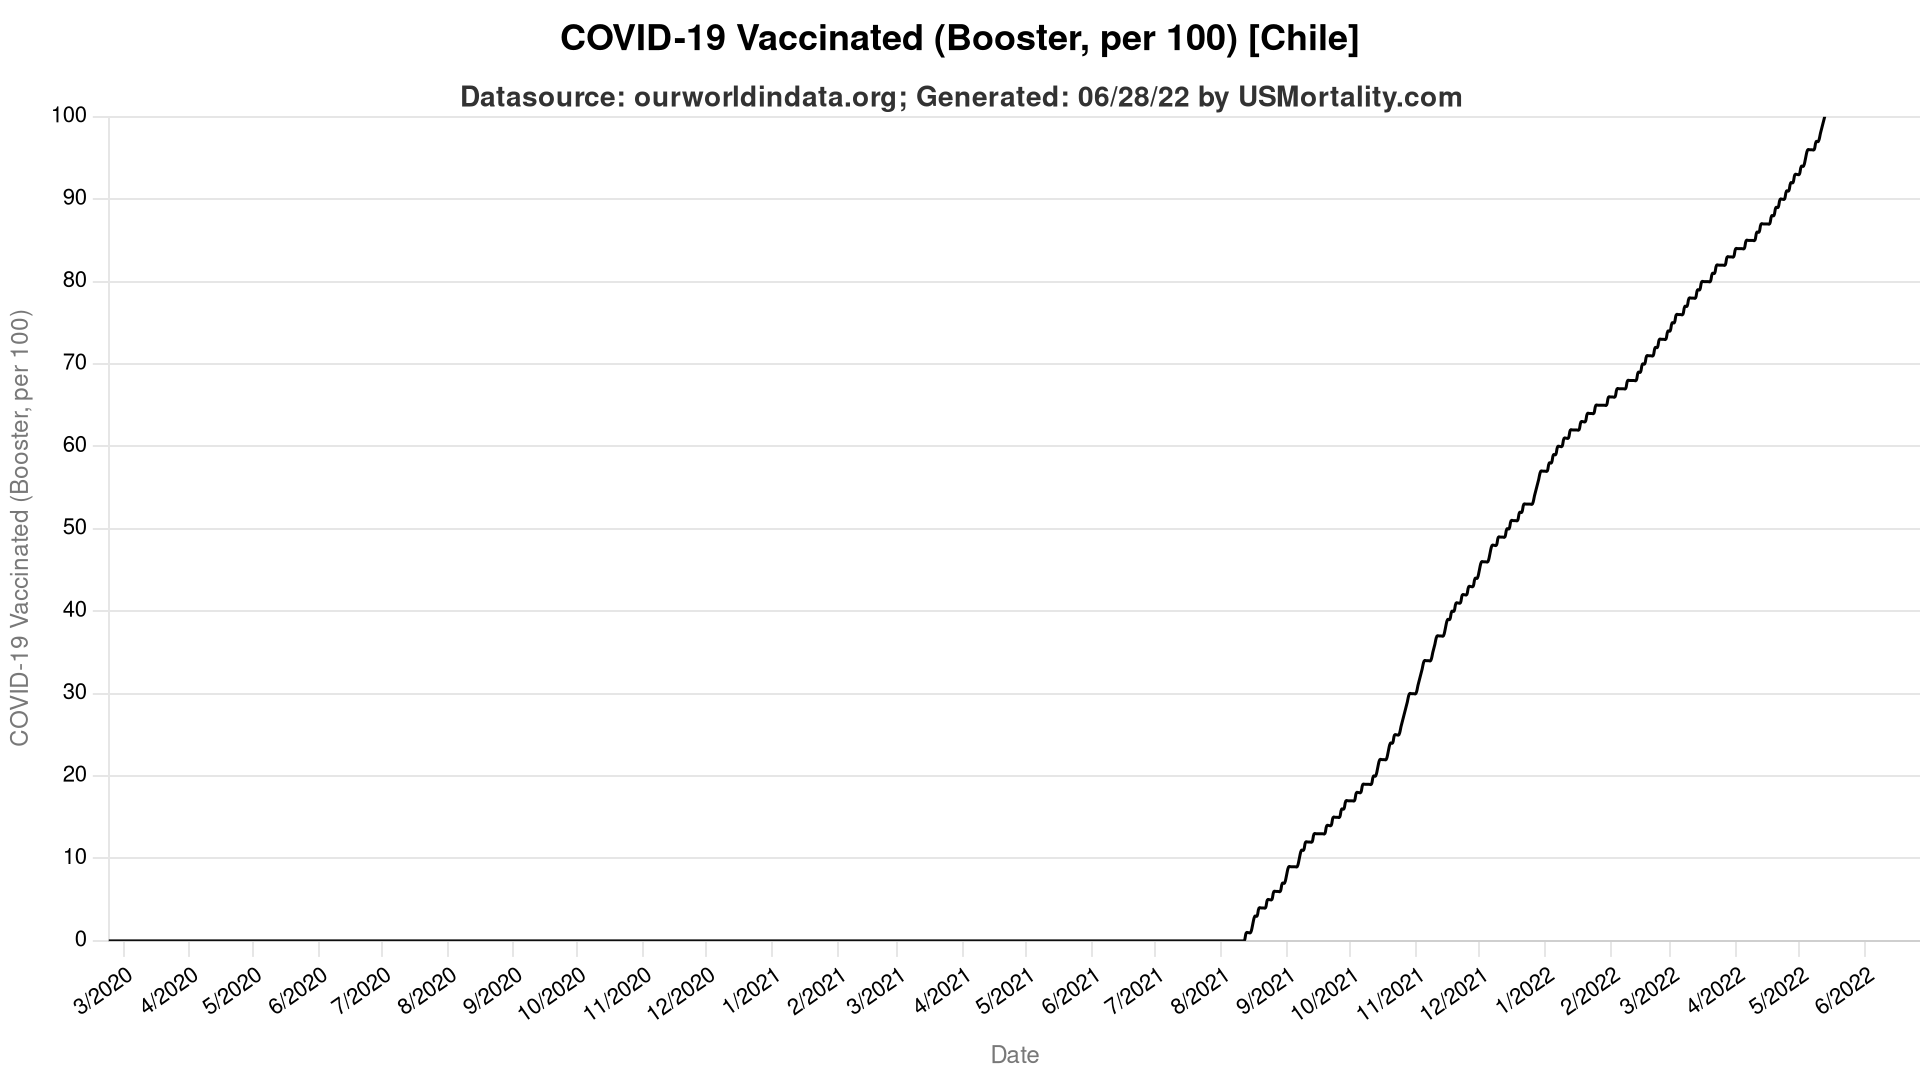 COVID-19 Vaccinated (Booster, per 100) [Chile]
Datasource: ourworldindata.org; Generated: 06/28/22 by USMortality.com
COVID-19 Vaccinated (Booster, per 100)
100
90
80
70
60
50
40
30
20
10
0
3/2020 4/2020 5/2020 6/2020 7/2020 8/2020 9/2020 10/2020 11/2020 12/2020 1/2021 2/2021 3/2021 4/2021 5/2021 6/2021 7/2021 8/2021 9/2021 10/2021 11/2021 12/2021 1/2022 2/2022 3/2022 4/2022 5/2022 6/2022
Date